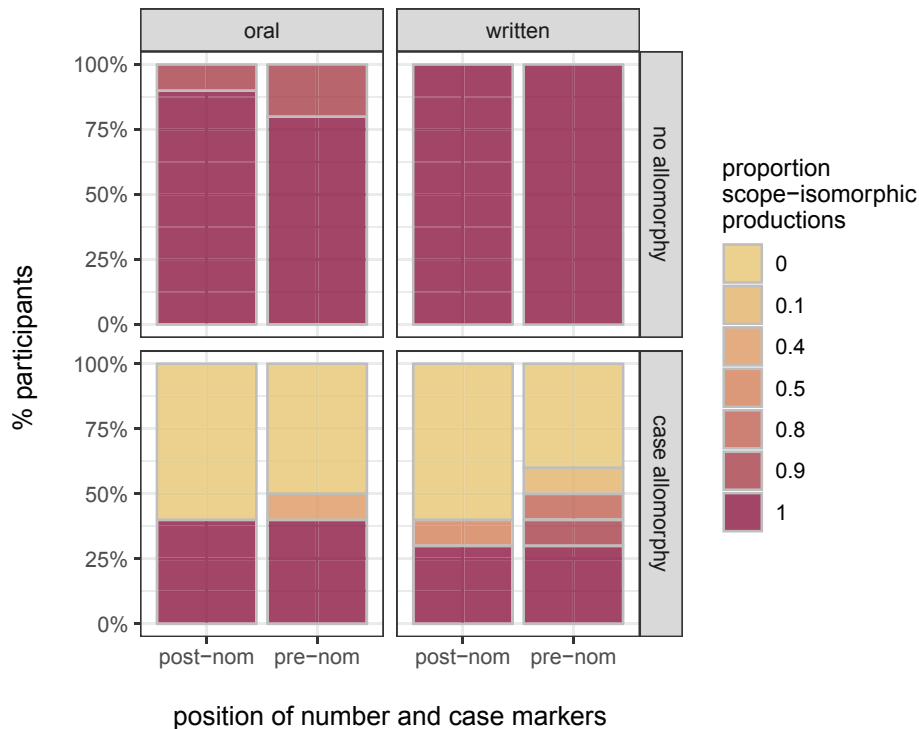 oral
written
100%
75%
50%
25%
0%
no allomorphy
100%
75%
50%
25%
0%
case allomorphy
% participants
post−nom
pre−nom
post−nom
pre−nom
position of number and case markers
proportion
scope−isomorphic
productions
0
0.1
0.4
0.5
0.8
0.9
1